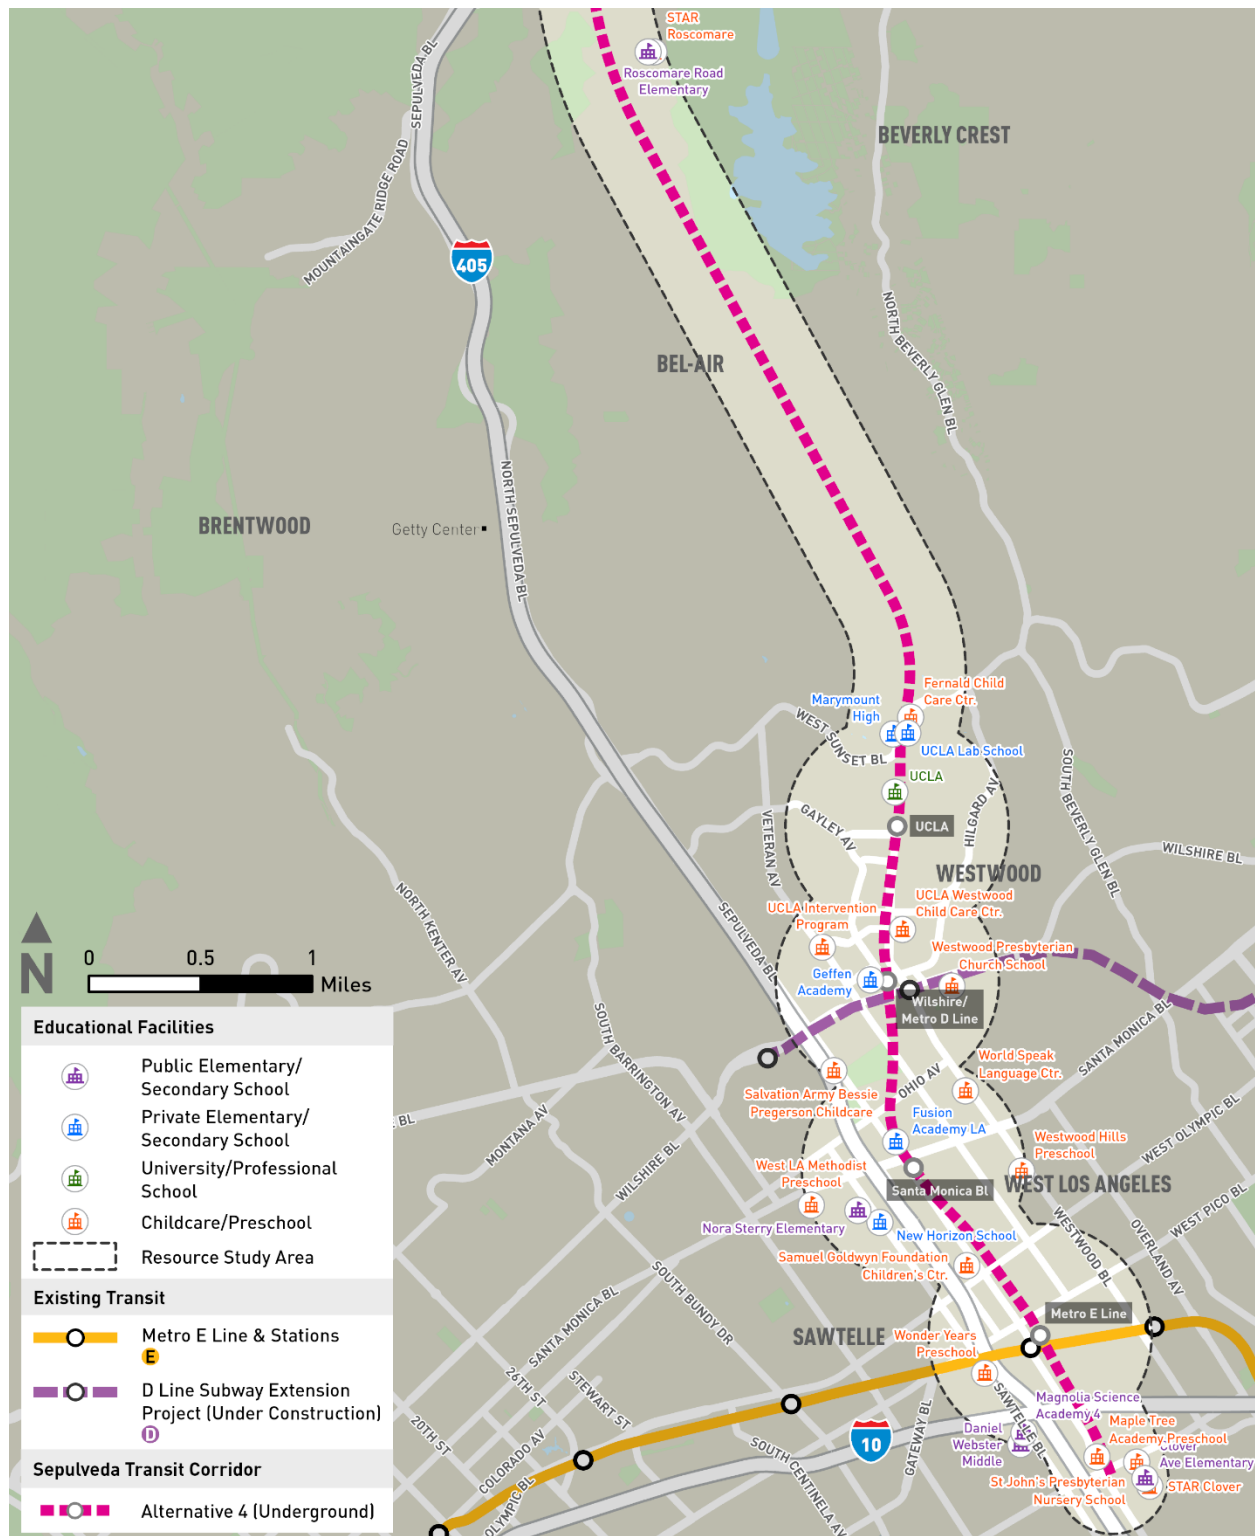 STAR
Roscomare
Roscomare Road
Elementary
SEPULVEDA BL
BEVERLY CREST
MOUNTAINGATE RIDGE ROAD
405
NORTH BEVERLY GLEN BL
BEL-AIR
NORTH SEPULVEDA BL
BRENTWOOD
Getty Center
Fernald Child
Care Ctr.
Marymount
High
WEST SUNSET BL
UCLA Lab School
UCLA
UCLA
GAYLEY AV
VETERAN AV
HILGARD AV
SOUTH BEVERLY GLEN BL
WILSHIRE BL
WESTWOOD
NORTH KENTER AV
SEPULVEDA BL
UCLA Intervention
Program
UCLA Westwood
Child Care Ctr.
Westwood Presbyterian
Church School
Geffen
Academy
Wilshire/
Metro D Line
SANTA MONICA BL
SOUTH BARRINGTON AV
World Speak
Language Ctr.
OHIO AV
Salvation Army Bessie
Pregerson Childcare
Fusion
Academy LA
BL
MONTANA AV
WILSHIRE BL
Westwood Hills
Preschool
WEST OLYMPIC BL
West LA Methodist
Preschool
Santa Monica Bl
WEST LOS ANGELES
WEST PICO BL
Nora Sterry Elementary
New Horizon School
OVERLAND AV
WESTWOOD BL
Samuel Goldwyn Foundation
Children's Ctr.
SOUTH BUNDY DR
SANTA MONICA BL
Metro E Line
SAWTELLE
Wonder Years
Preschool
26TH ST
STEWART ST
20TH ST
COLORADO AV
OLYMPIC BL
SOUTH CENTINELA AV
10
GATEWAY BL
SAWTELLE BL
Magnolia Science
Academy 4
Daniel
Webster
Middle
Maple Tree
Academy Preschool
Clover
Ave Elementary
St John's Presbyterian
Nursery School
STAR Clover
N
0 0.5 1
Miles
Educational Facilities
Public Elementary/
Secondary School
Private Elementary/
Secondary School
University/Professional
School
Childcare/Preschool
Resource Study Area
Existing Transit
Metro E Line & Stations
E
D Line Subway Extension
Project (Under Construction)
D
Sepulveda Transit Corridor
Alternative 4 (Underground)